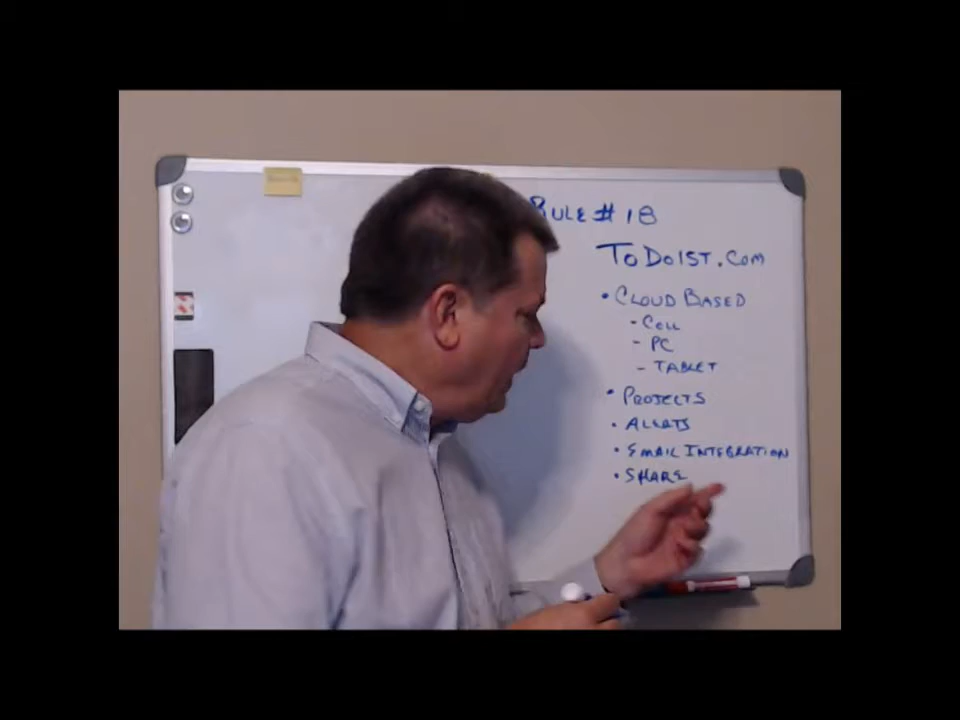 RULE # 18
TODOIST.COM
• CLOUD BASED
- CELL
- PC
- TABLET
• PROJECTS
• ALERTS
• EMAIL INTEGRATION
• SHARE